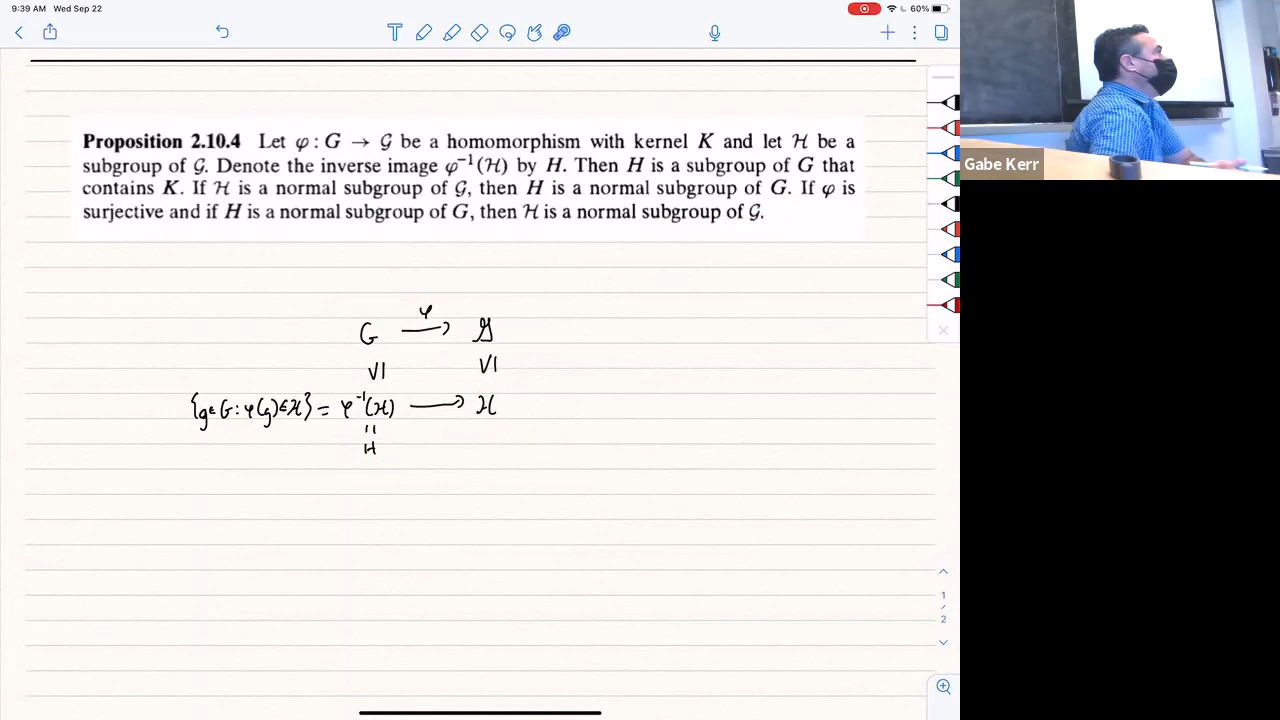 9:39 AM Wed Sep 22
60%
Proposition 2.10.4 Let φ : G → 𝒢 be a homomorphism with kernel K and let ℋ be a
subgroup of 𝒢. Denote the inverse image φ⁻¹(ℋ) by H. Then H is a subgroup of G that
contains K. If ℋ is a normal subgroup of 𝒢, then H is a normal subgroup of G. If φ is
surjective and if H is a normal subgroup of G, then ℋ is a normal subgroup of 𝒢.
φ
G ⟶ 𝒢
VI VI
{g∈G : φ(g)∈ℋ} = φ⁻¹(ℋ) ⟶ ℋ
"
H
1
/
2
Gabe Kerr